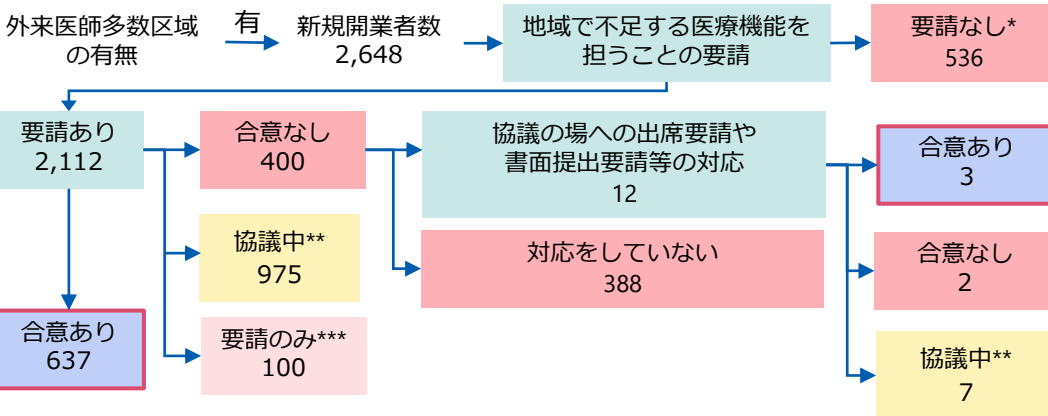 外来医師多数区域
の有無
有
新規開業者数
2,648
地域で不足する医療機能を
担うことの要請
要請なし*
536
要請あり
2,112
合意なし
400
協議の場への出席要請や
書面提出要請等の対応
12
合意あり
3
協議中**
975
対応をしていない
388
合意なし
2
合意あり
637
要請のみ***
100
協議中**
7